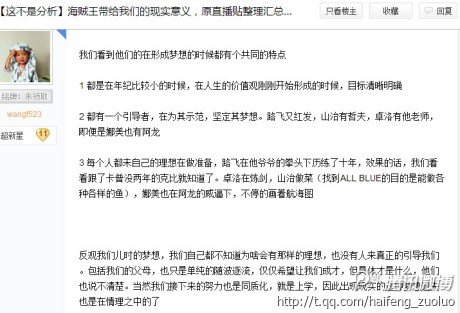 【这不是分析】海贼王带给我们的现实意义，原直播贴整理汇总...
只看楼主
收藏
回复
我们看到他们的在形成梦想的时候都有个共同的特点
1 都是在年纪比较小的时候，在人生的价值观刚刚开始形成的时候，目标清晰明确
2 都有一个引导者，在为其示范，坚定其梦想。路飞又红发，山治有哲夫，卓洛有他老师，
即便是娜美也有阿龙
3 每个人都未自己的理想在做准备，路飞在他爷爷的拳头下历练了十年，效果的话，我们看
看跟了卡普没两年的克比就知道了。卓洛在炼剑，山治做菜（找到ALL BLUE的目的是能做各
种各样的鱼），娜美也在阿龙的威逼下，不停的画着航海图
反观我们儿时的梦想，我们自己都不知道为啥会有那样的理想，也没有人来真正的引导我们
。包括我们的父母，也只是单纯的随波逐流，仅仅希望让我们成才，但具体才是什么，他们
也说不清楚。当然我们接下来的努力也是同质化，就是上学，因此出现成实的
也是在情理之中的了
wangf523
超新星
11
腾讯微博
http://t.qq.com/haifeng_zuoluo